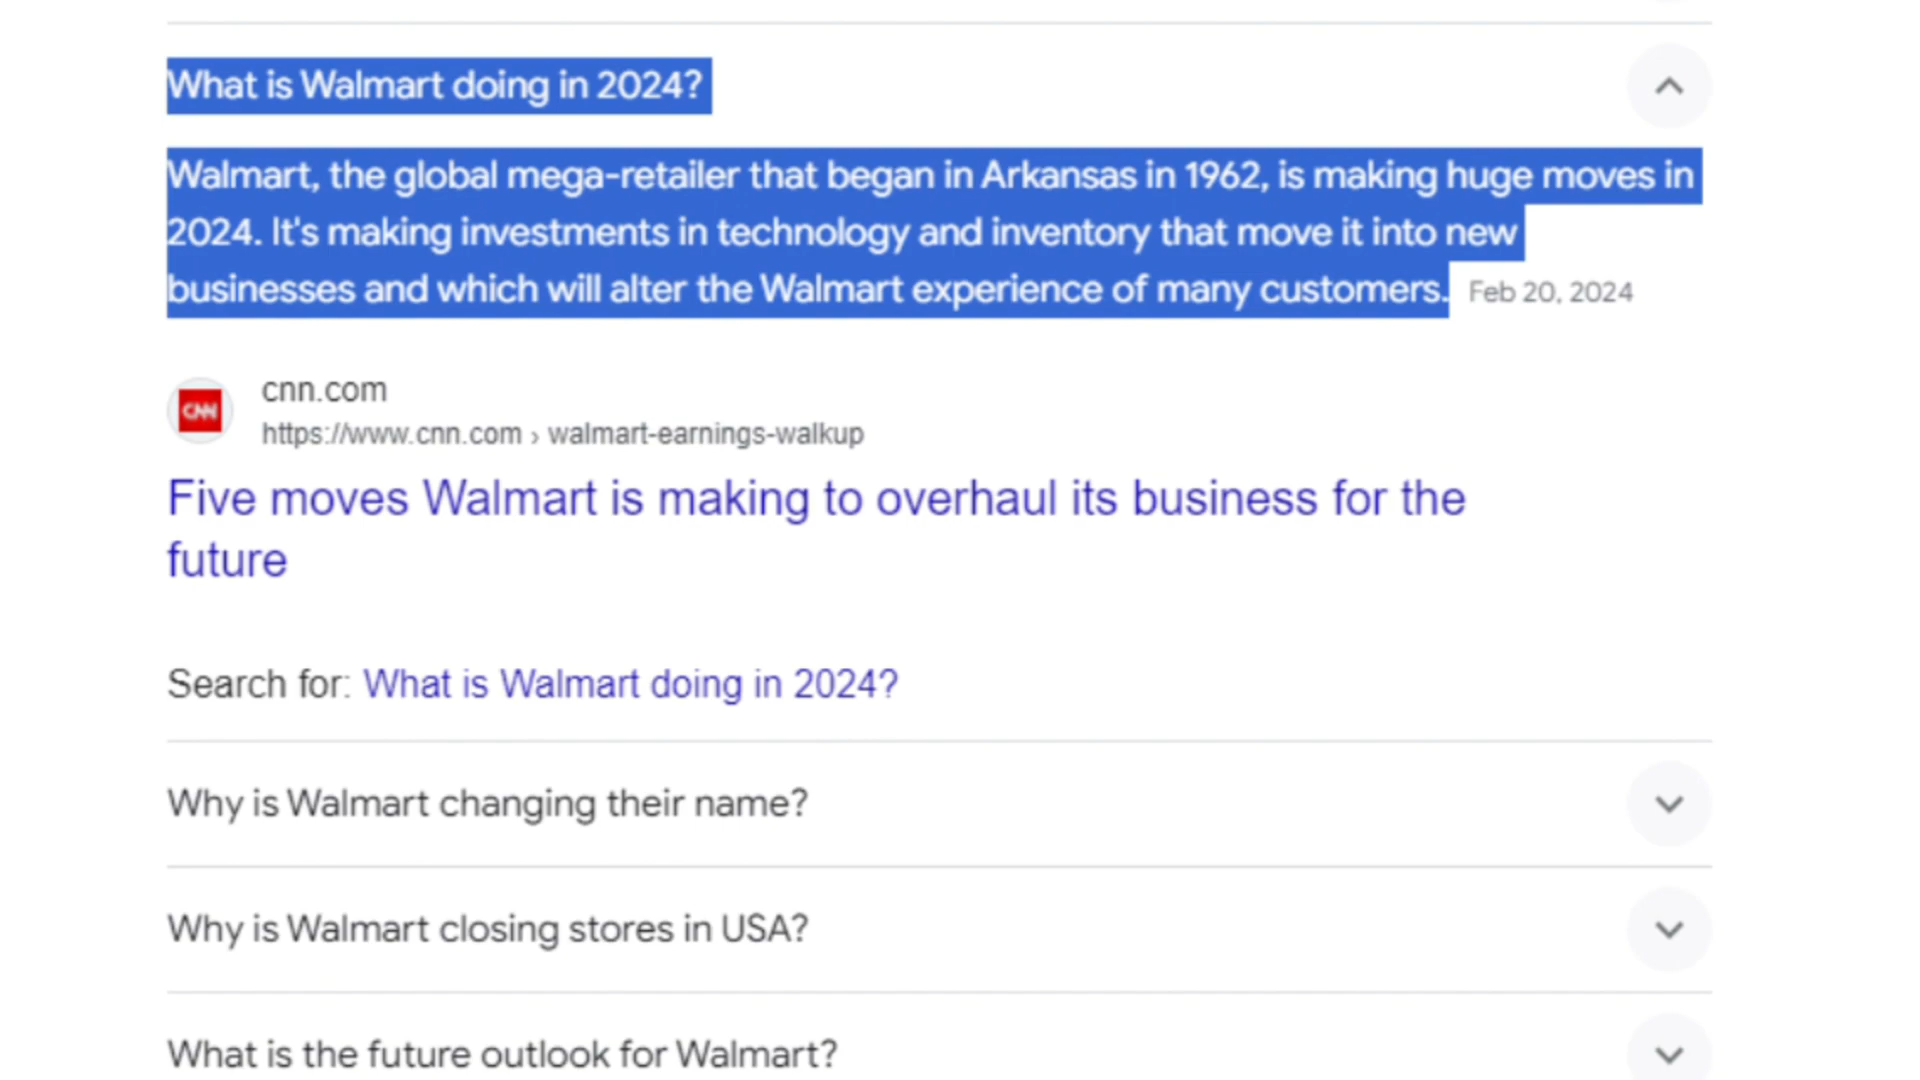 What is Walmart doing in 2024?
Walmart, the global mega-retailer that began in Arkansas in 1962, is making huge moves in
2024. It's making investments in technology and inventory that move it into new
businesses and which will alter the Walmart experience of many customers. Feb 20, 2024
CNN
cnn.com
https://www.cnn.com › walmart-earnings-walkup
Five moves Walmart is making to overhaul its business for the
future
Search for: What is Walmart doing in 2024?
Why is Walmart changing their name?
Why is Walmart closing stores in USA?
What is the future outlook for Walmart?